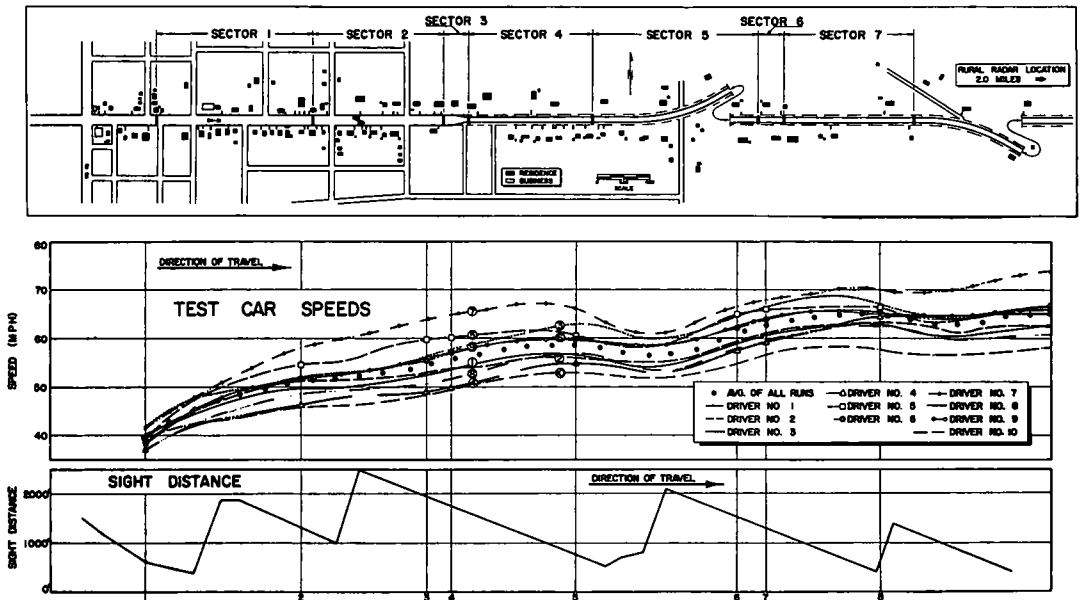 SECTOR 3
SECTOR 6
SECTOR 1
SECTOR 2
SECTOR 4
SECTOR 5
SECTOR 7
RURAL RADAR LOCATION
2.0 MILES
RESIDENCE
BUSINESS
SCALE
DIRECTION OF TRAVEL
TEST CAR SPEEDS
SPEED (MPH)
80
70
60
50
40
AVG. OF ALL RUNS
DRIVER NO 1
DRIVER NO 2
DRIVER NO. 3
DRIVER NO. 4
DRIVER NO. 5
DRIVER NO. 6
DRIVER NO. 7
DRIVER NO. 8
DRIVER NO. 9
DRIVER NO. 10
SIGHT DISTANCE
DIRECTION OF TRAVEL
SIGHT DISTANCE
2000'
1000'
0'
1 2 3 4 5 6 7 8